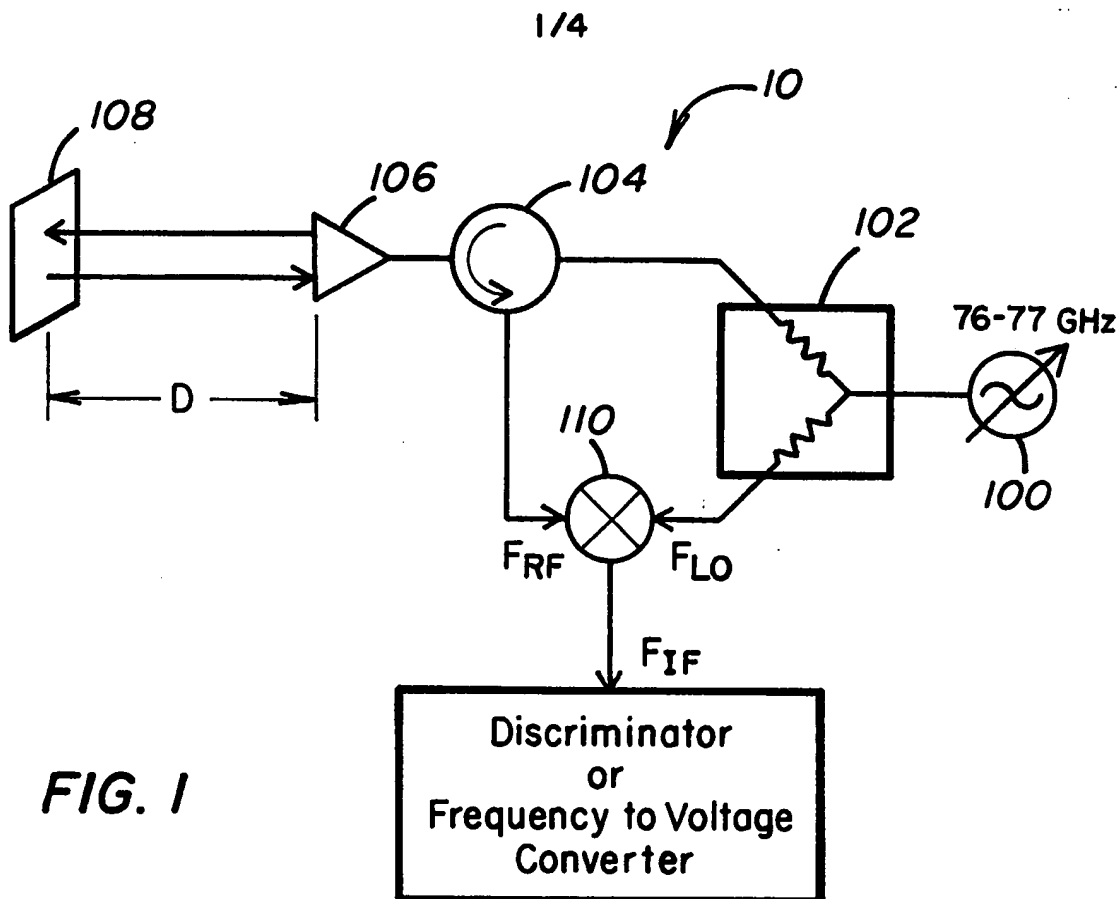 1/4
10
108
106
104
102
76-77 GHz
100
D
110
FRF
FLO
FIF
Discriminator
or
Frequency to Voltage
Converter
FIG. 1